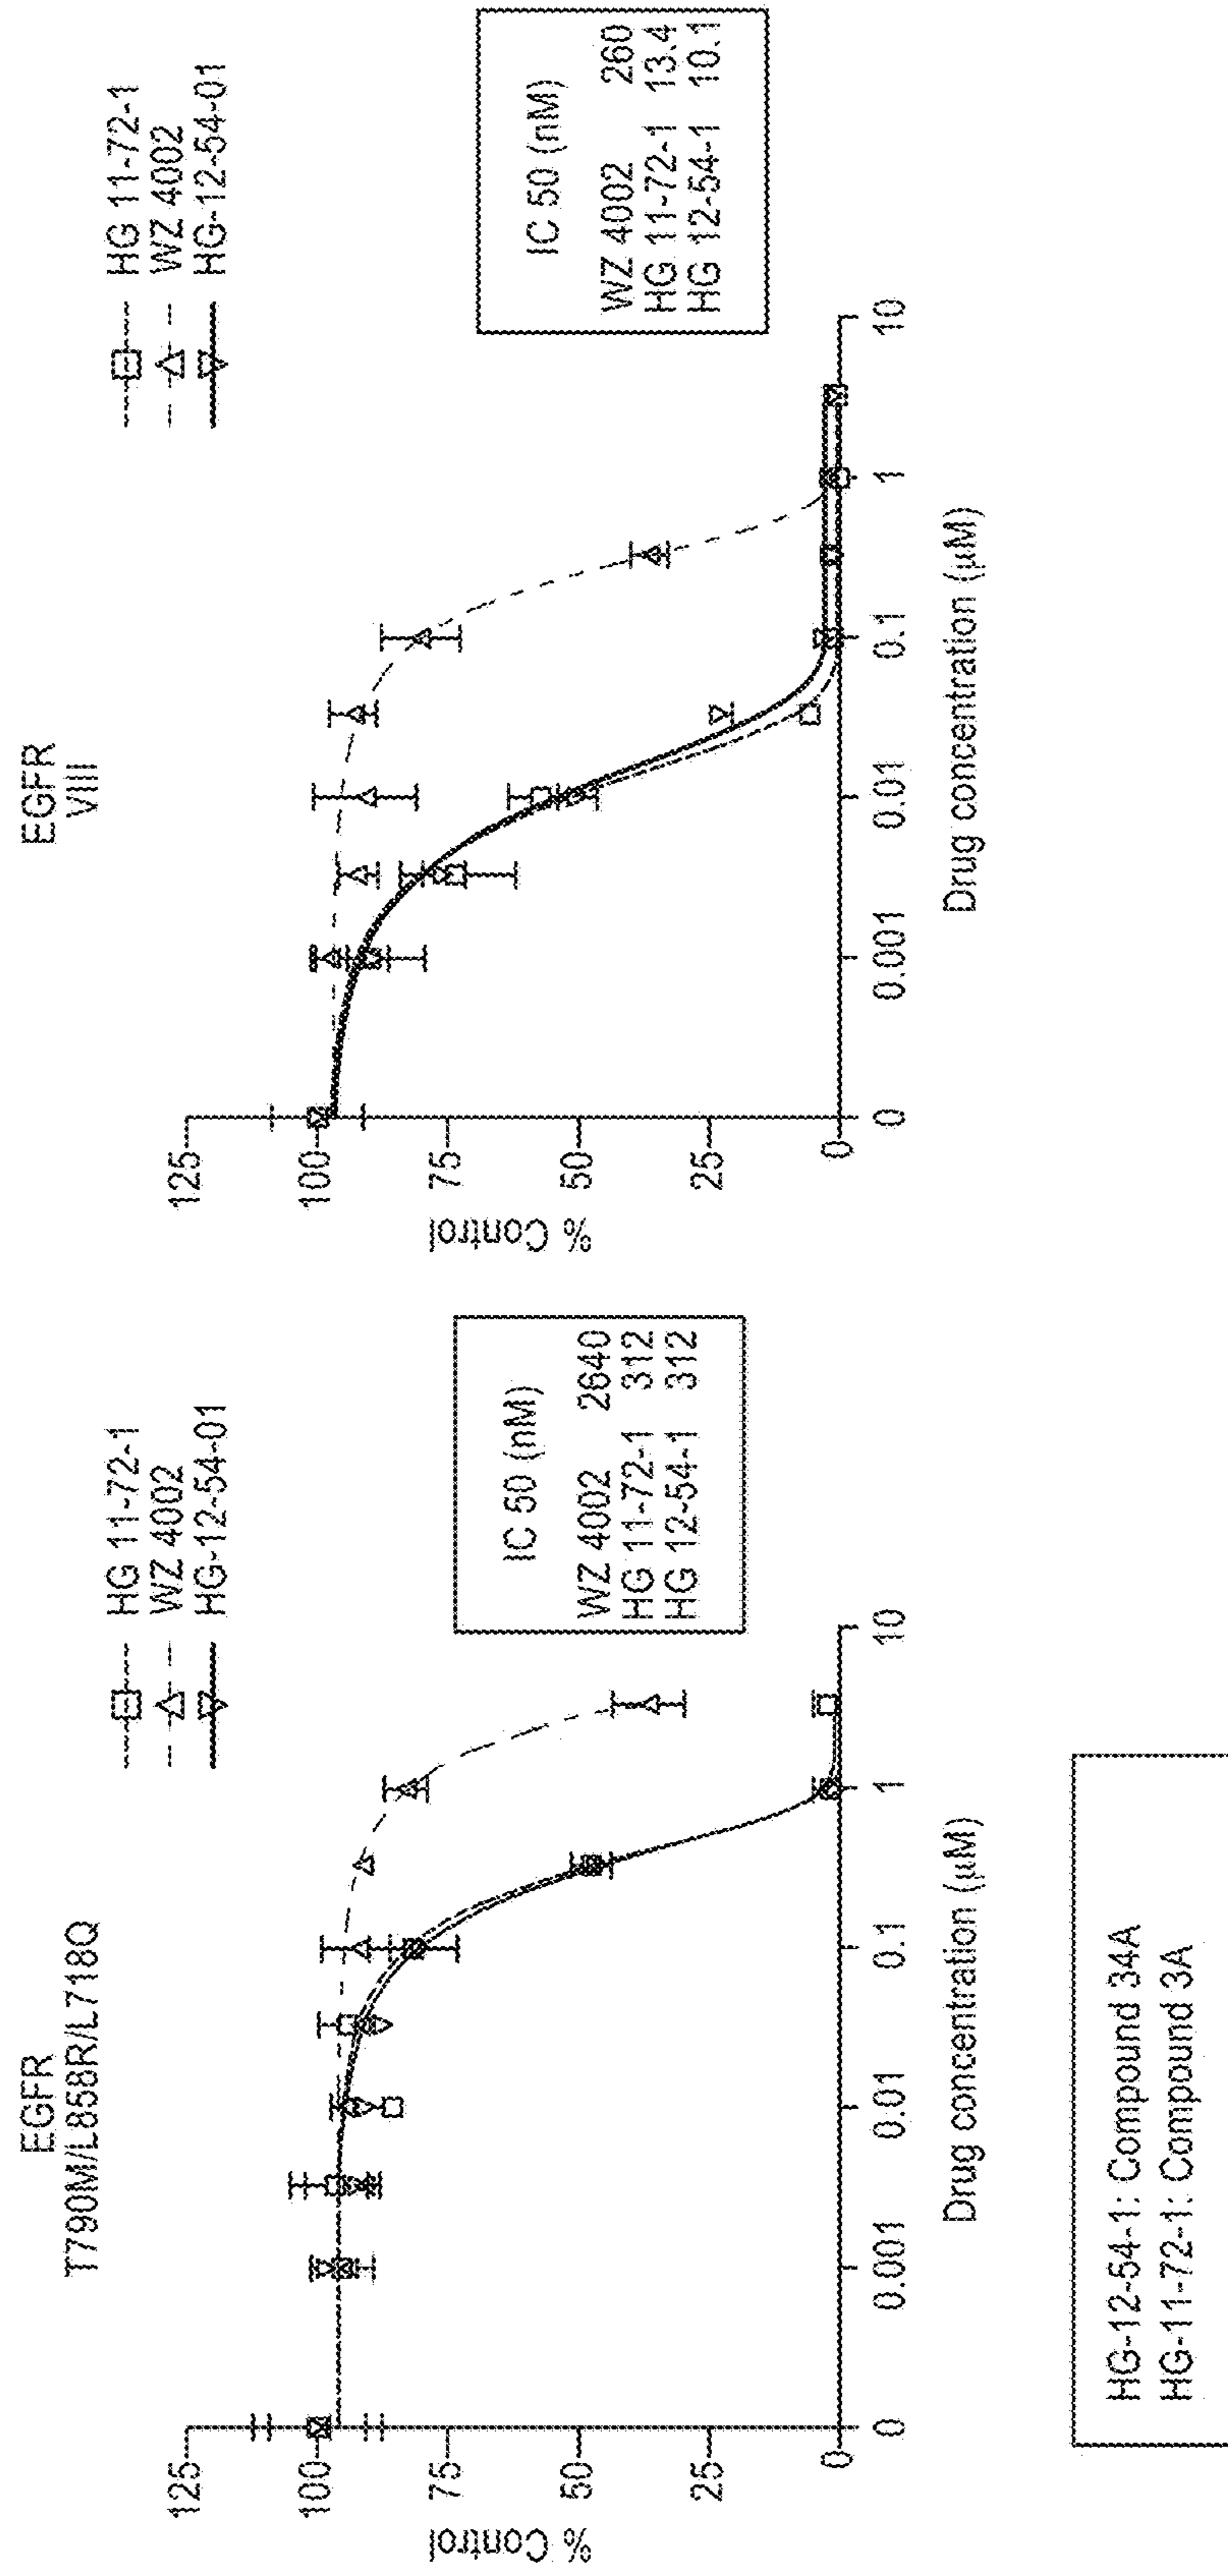 EGFR
T790M/L858R/L718Q
HG 11-72-1
WZ 4002
HG-12-54-01
125
100
75
50
25
0
% Control
0
0.001
0.01
0.1
1
10
Drug concentration (µM)
IC 50 (nM)
WZ 4002 2640
HG 11-72-1 312
HG 12-54-1 312
EGFR
VIII
HG 11-72-1
WZ 4002
HG-12-54-01
125
100
75
50
25
0
% Control
0
0.001
0.01
0.1
1
10
Drug concentration (µM)
IC 50 (nM)
WZ 4002 260
HG 11-72-1 13.4
HG 12-54-1 10.1
HG-12-54-1: Compound 34A
HG-11-72-1: Compound 3A